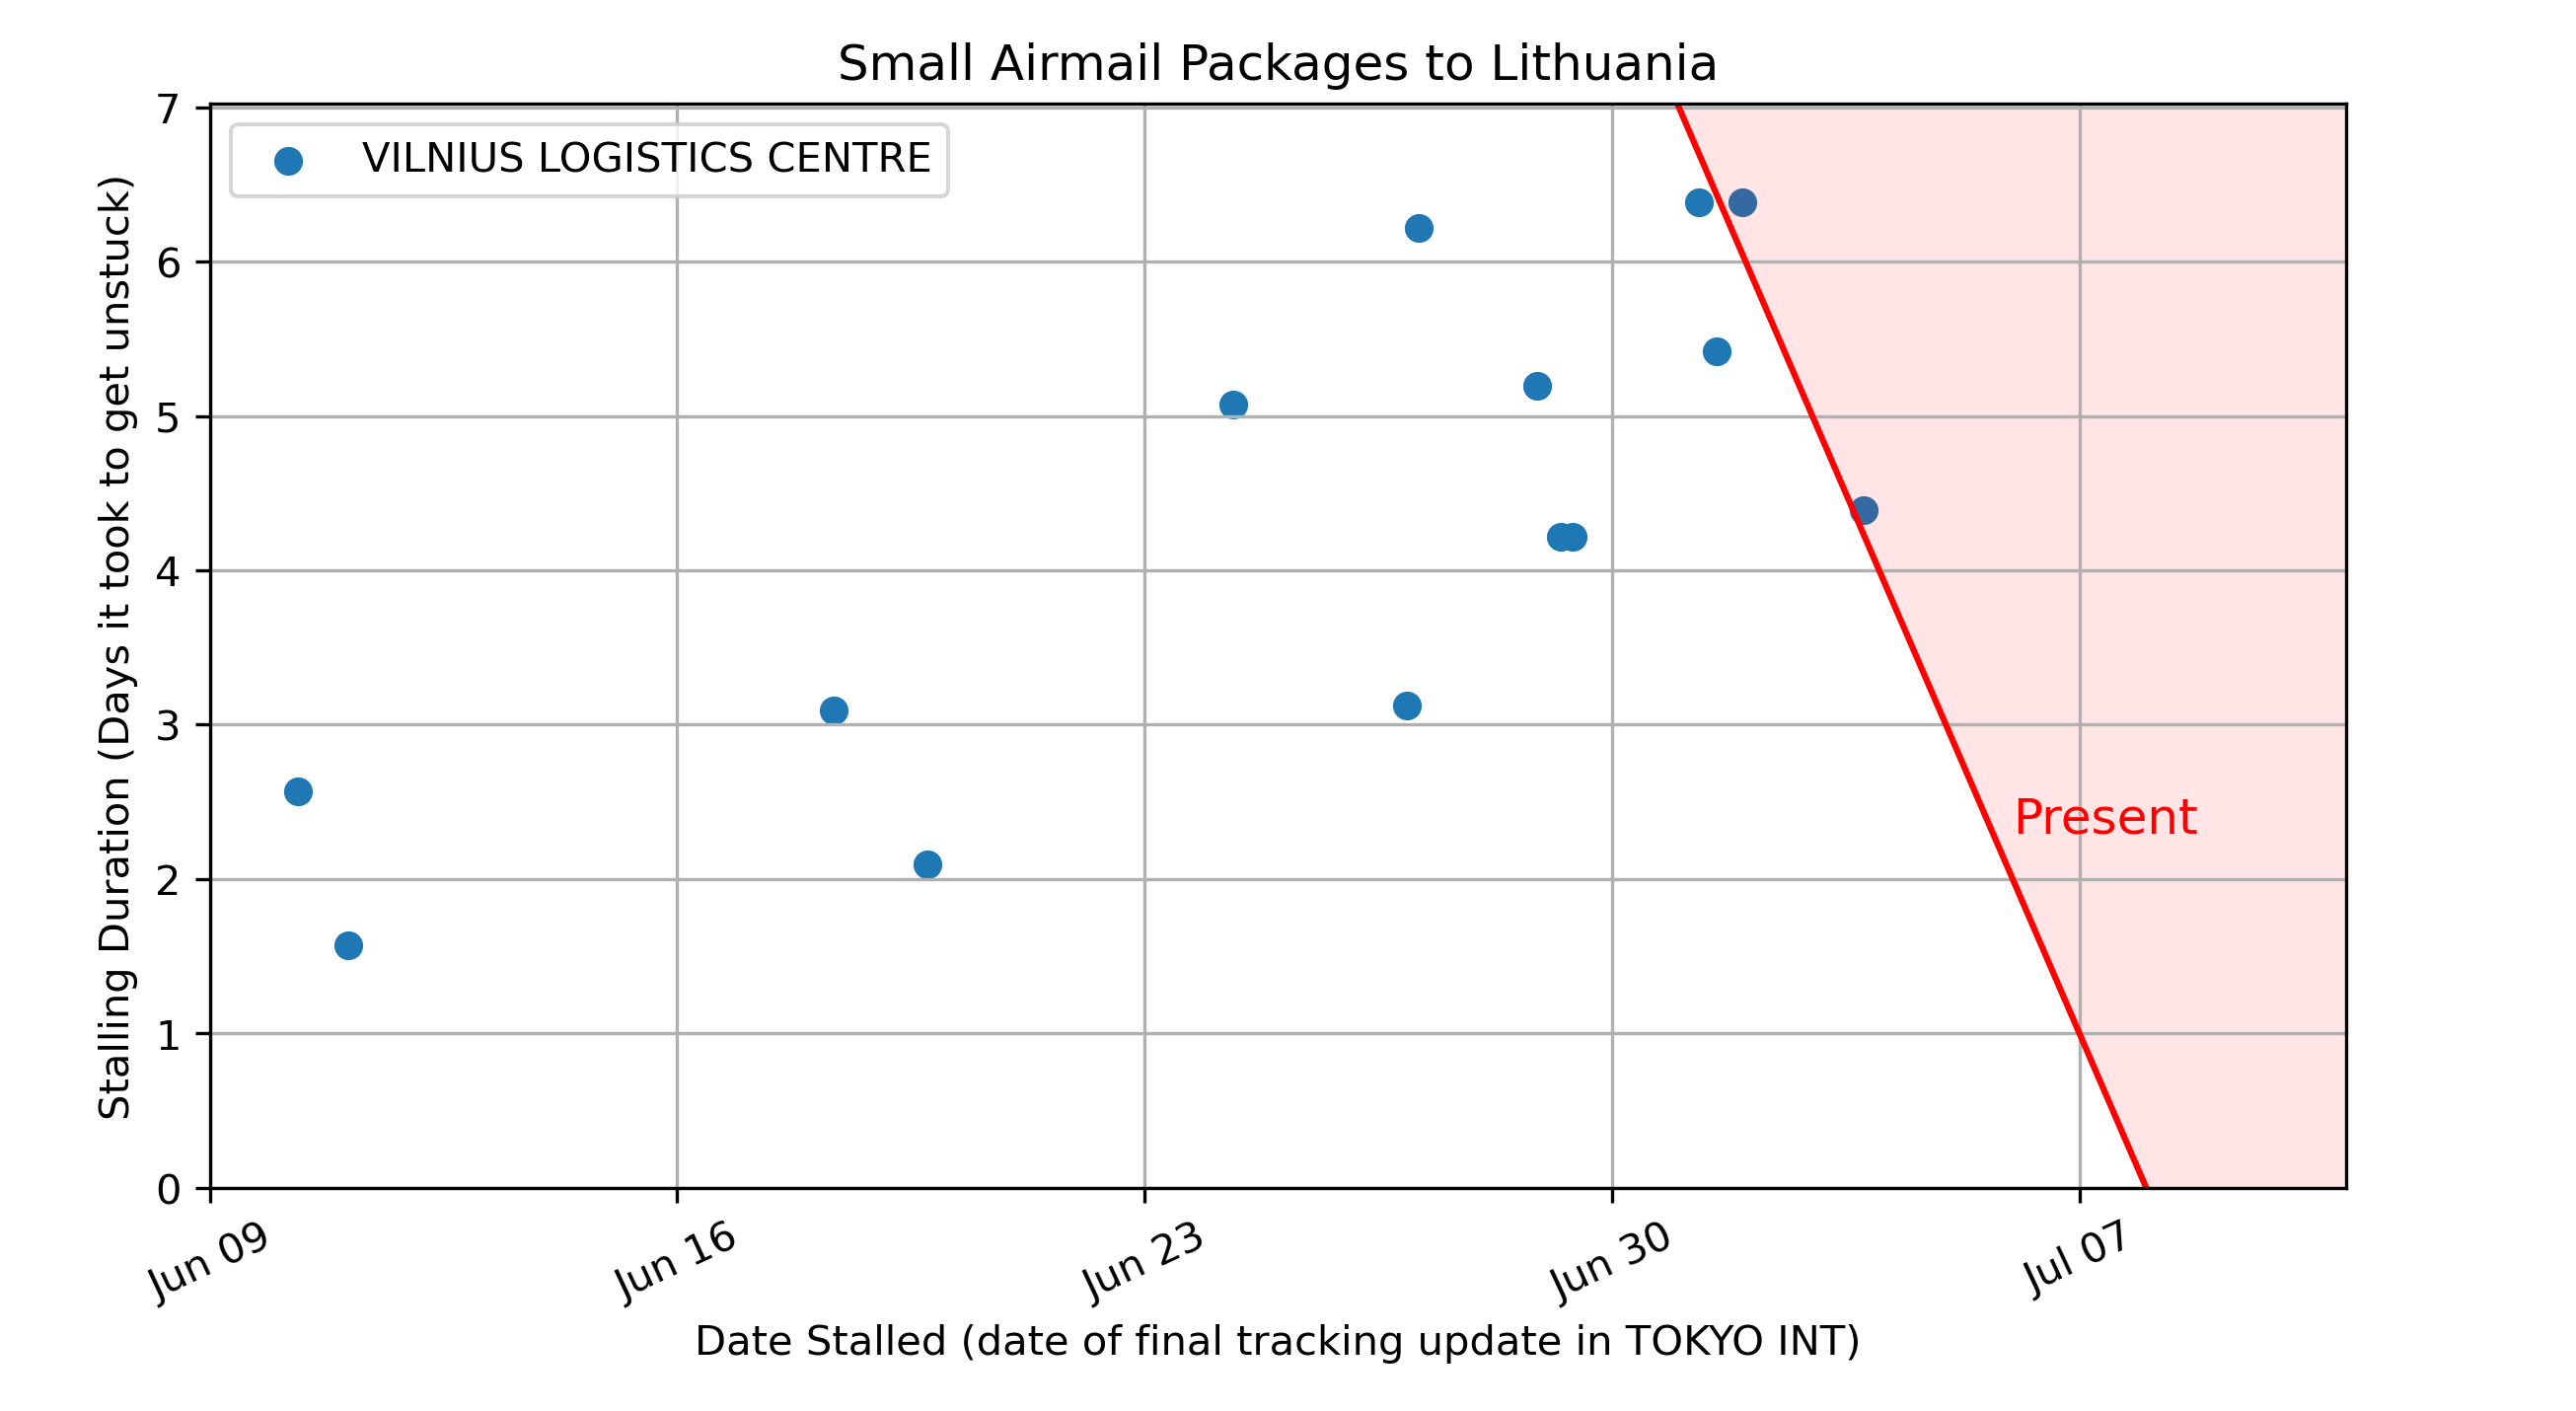 Small Airmail Packages to Lithuania
VILNIUS LOGISTICS CENTRE
Stalling Duration (Days it took to get unstuck)
7
6
5
4
3
2
1
0
Present
Jun 09
Jun 16
Jun 23
Jun 30
Jul 07
Date Stalled (date of final tracking update in TOKYO INT)